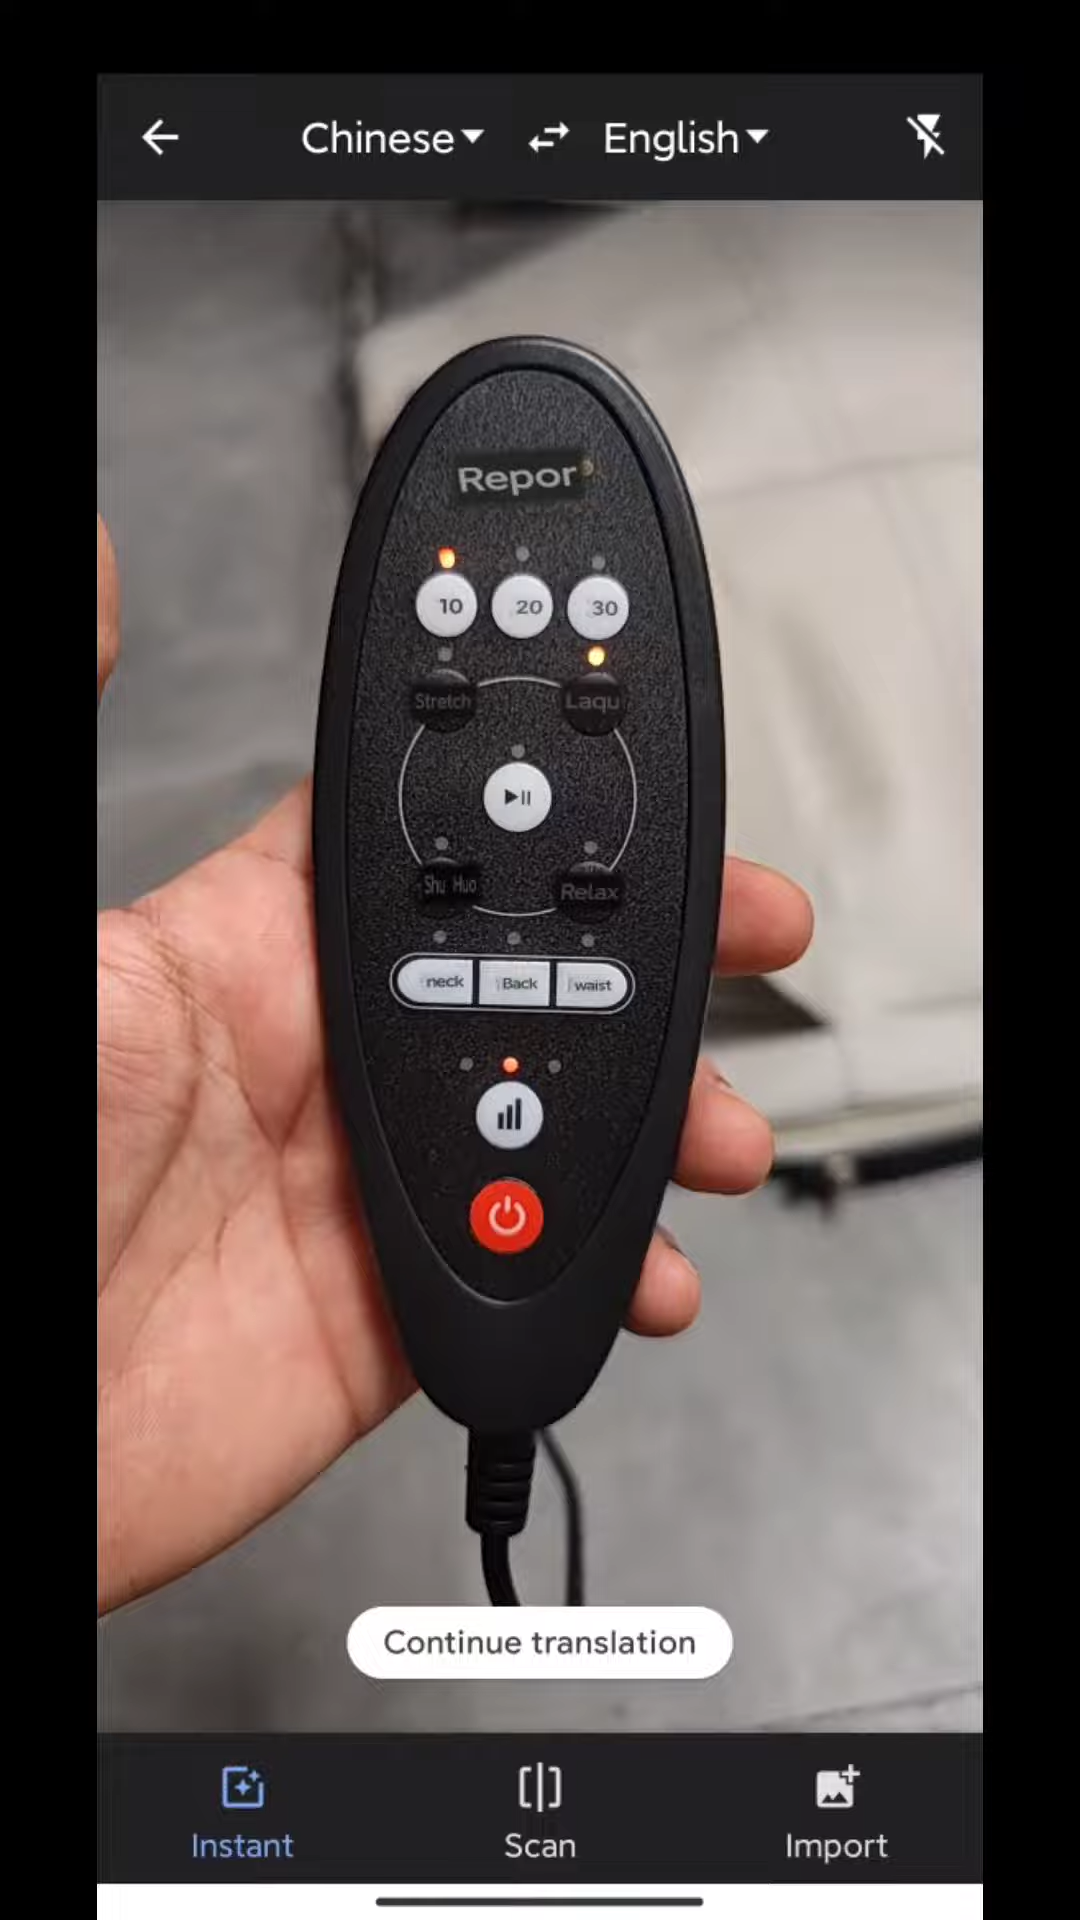 Chinese English
Repor
10 20 30
Stretch Laqu
Shu Huo Relax
neck Back waist
Continue translation
Instant Scan Import